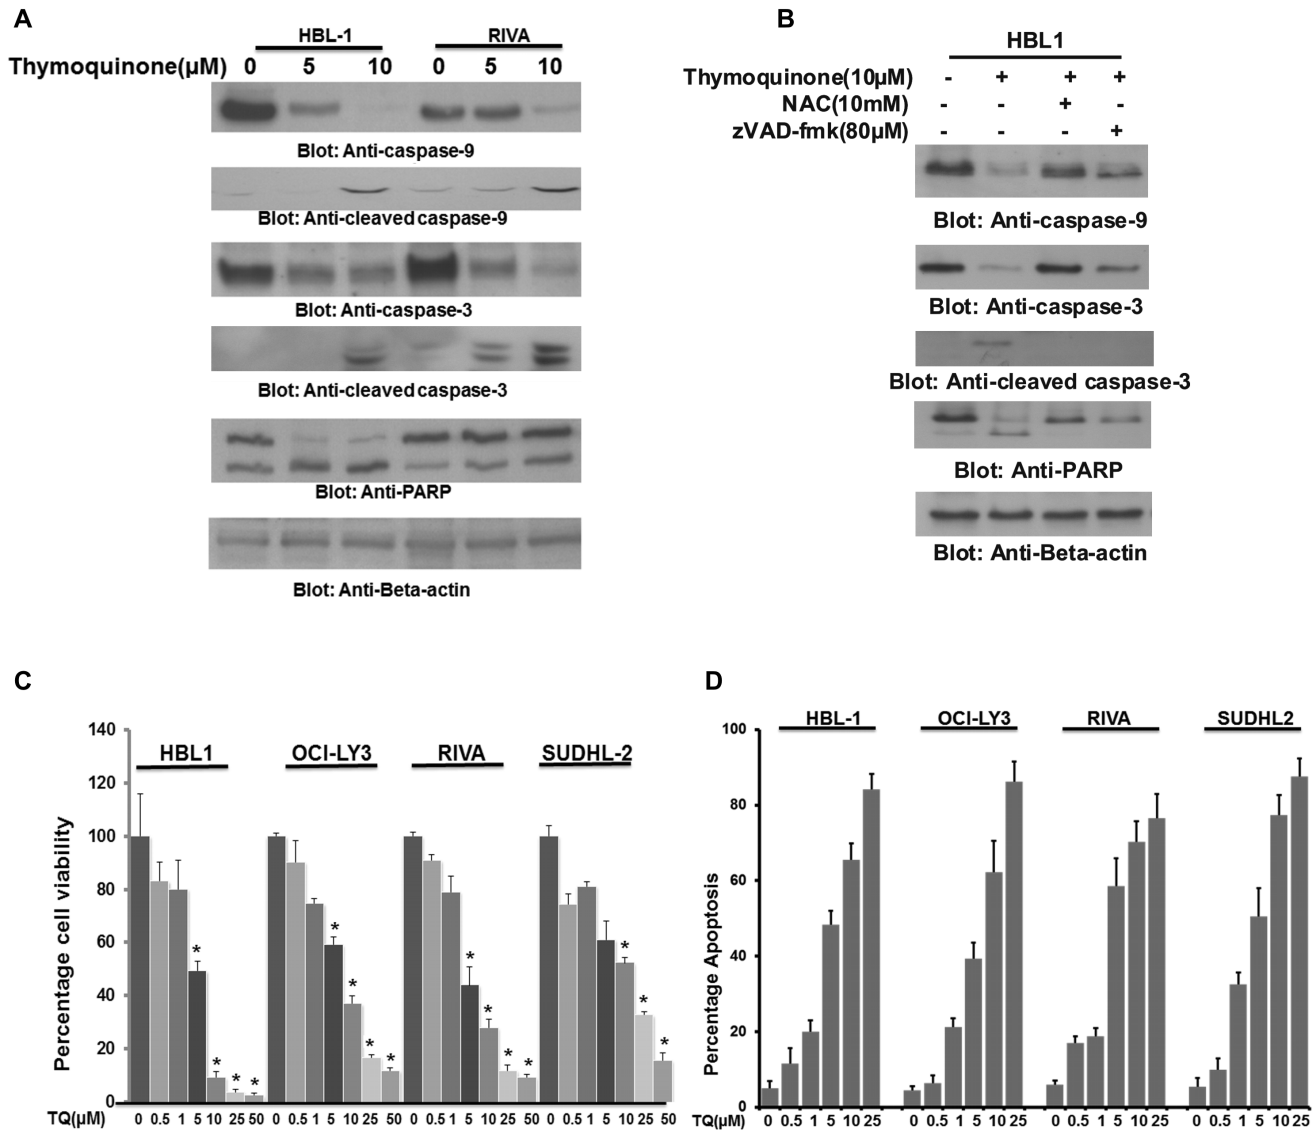 A
HBL-1 RIVA
Thymoquinone(µM) 0 5 10 0 5 10
Blot: Anti-caspase-9
Blot: Anti-cleaved caspase-9
Blot: Anti-caspase-3
Blot: Anti-cleaved caspase-3
Blot: Anti-PARP
Blot: Anti-Beta-actin
B
HBL1
Thymoquinone(10µM) - + + +
NAC(10mM) - - + -
zVAD-fmk(80µM) - - - +
Blot: Anti-caspase-9
Blot: Anti-caspase-3
Blot: Anti-cleaved caspase-3
Blot: Anti-PARP
Blot: Anti-Beta-actin
C
Percentage cell viability
140
120
100
80
60
40
20
0
HBL1 OCI-LY3 RIVA SUDHL-2
* * * * * * * * * * * * * * *
TQ(µM) 0 0.5 1 5 10 25 50 0 0.5 1 5 10 25 50 0 0.5 1 5 10 25 50 0 0.5 1 5 10 25 50
D
Percentage Apoptosis
100
80
60
40
20
0
HBL-1 OCI-LY3 RIVA SUDHL2
TQ(µM) 0 0.5 1 5 10 25 0 0.5 1 5 10 25 0 0.5 1 5 10 25 0 0.5 1 5 10 25